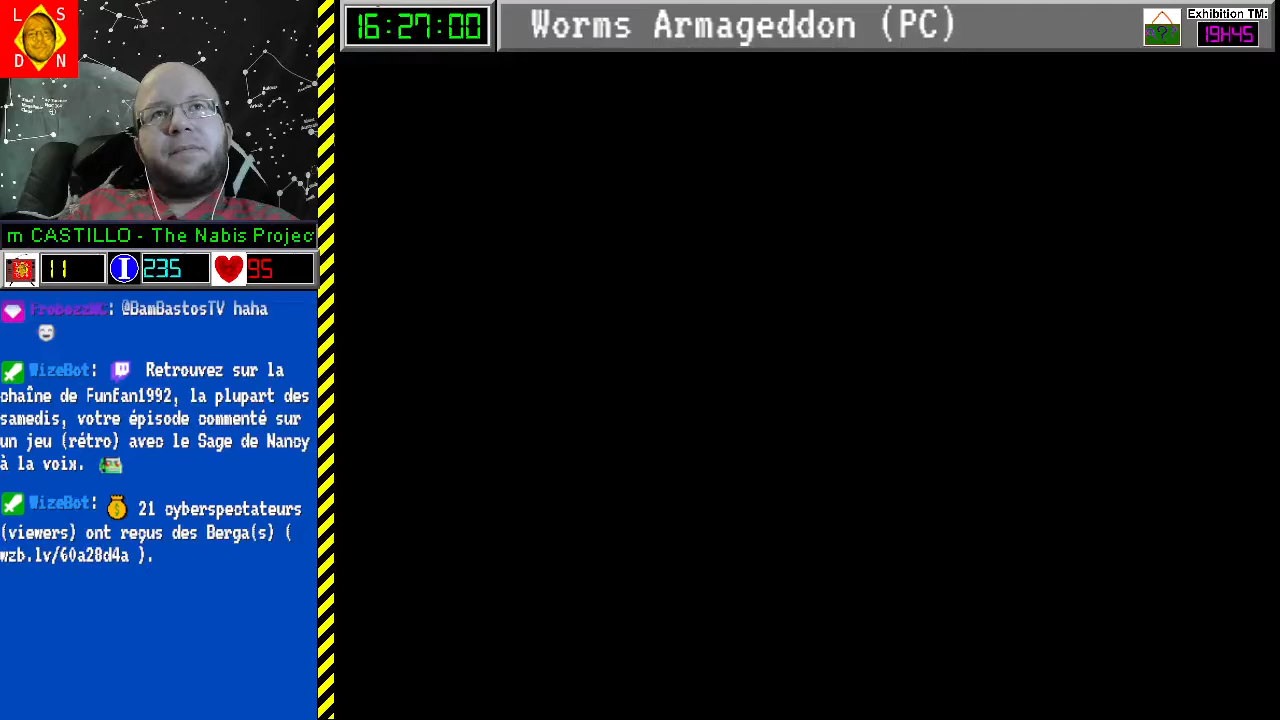 L S
D N
16:27:00
Worms Armageddon (PC)
Exhibition TM:
19H45
m CASTILLO - The Nabis Projec
11
235
95
FrobozzMC: @BamBastosTV haha
WizeBot: Retrouvez sur la
chaîne de Funfan1992, la plupart des
samedis, votre épisode commenté sur
un jeu (rétro) avec le Sage de Nancy
à la voix.
WizeBot: 21 cyberspectateurs
(viewers) ont reçus des Berga(s) (
wzb.lv/60a28d4a ).